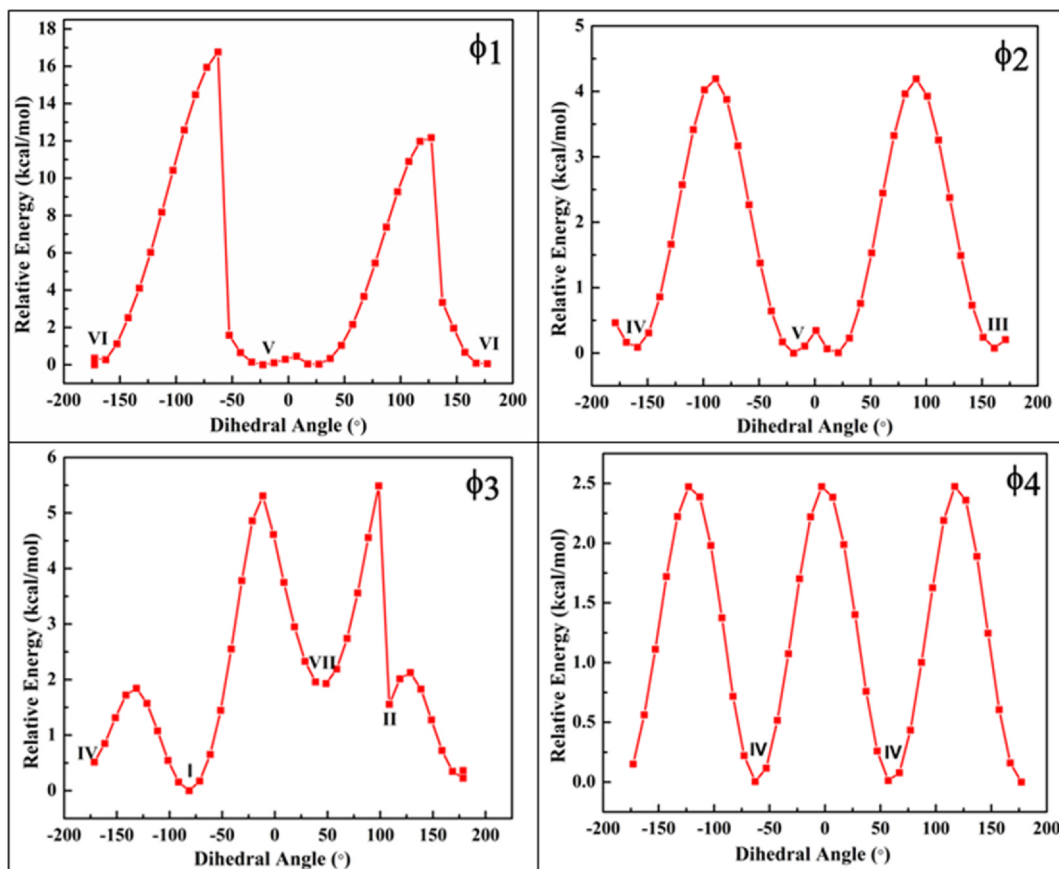 ϕ1
18
16
14
12
10
8
6
4
2
0
Relative Energy (kcal/mol)
VI
V
VI
-200 -150 -100 -50 0 50 100 150 200
Dihedral Angle (°)
ϕ2
4
3
2
1
0
Relative Energy (kcal/mol)
IV
V
III
-200 -150 -100 -50 0 50 100 150 200
Dihedral Angle (°)
ϕ3
6
5
4
3
2
1
0
Relative Energy (kcal/mol)
IV
I
VII
II
-200 -150 -100 -50 0 50 100 150 200
Dihedral Angle (°)
ϕ4
2.5
2.0
1.5
1.0
0.5
0.0
Relative Energy (kcal/mol)
IV
IV
-200 -150 -100 -50 0 50 100 150 200
Dihedral Angle (°)